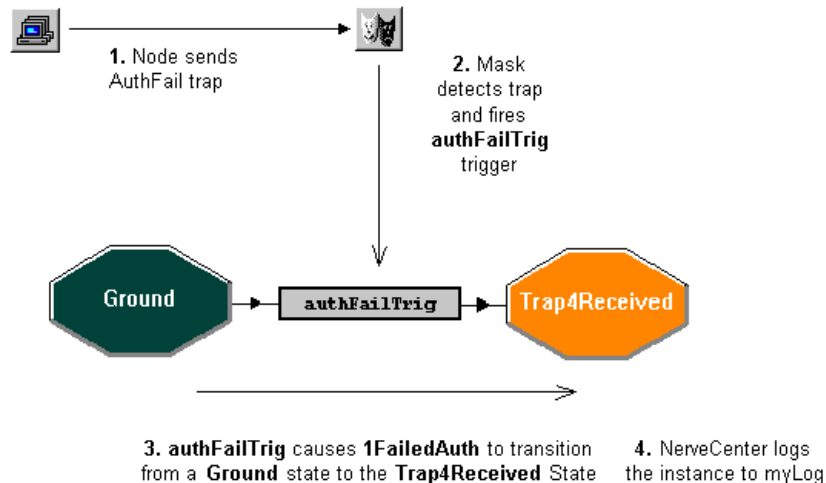 1. Node sends
AuthFail trap
2. Mask
detects trap
and fires
authFailTrig
trigger
Ground
authFailTrig
Trap4Received
3. authFailTrig causes 1FailedAuth to transition
from a Ground state to the Trap4Received State
4. NerveCenter logs
the instance to myLog